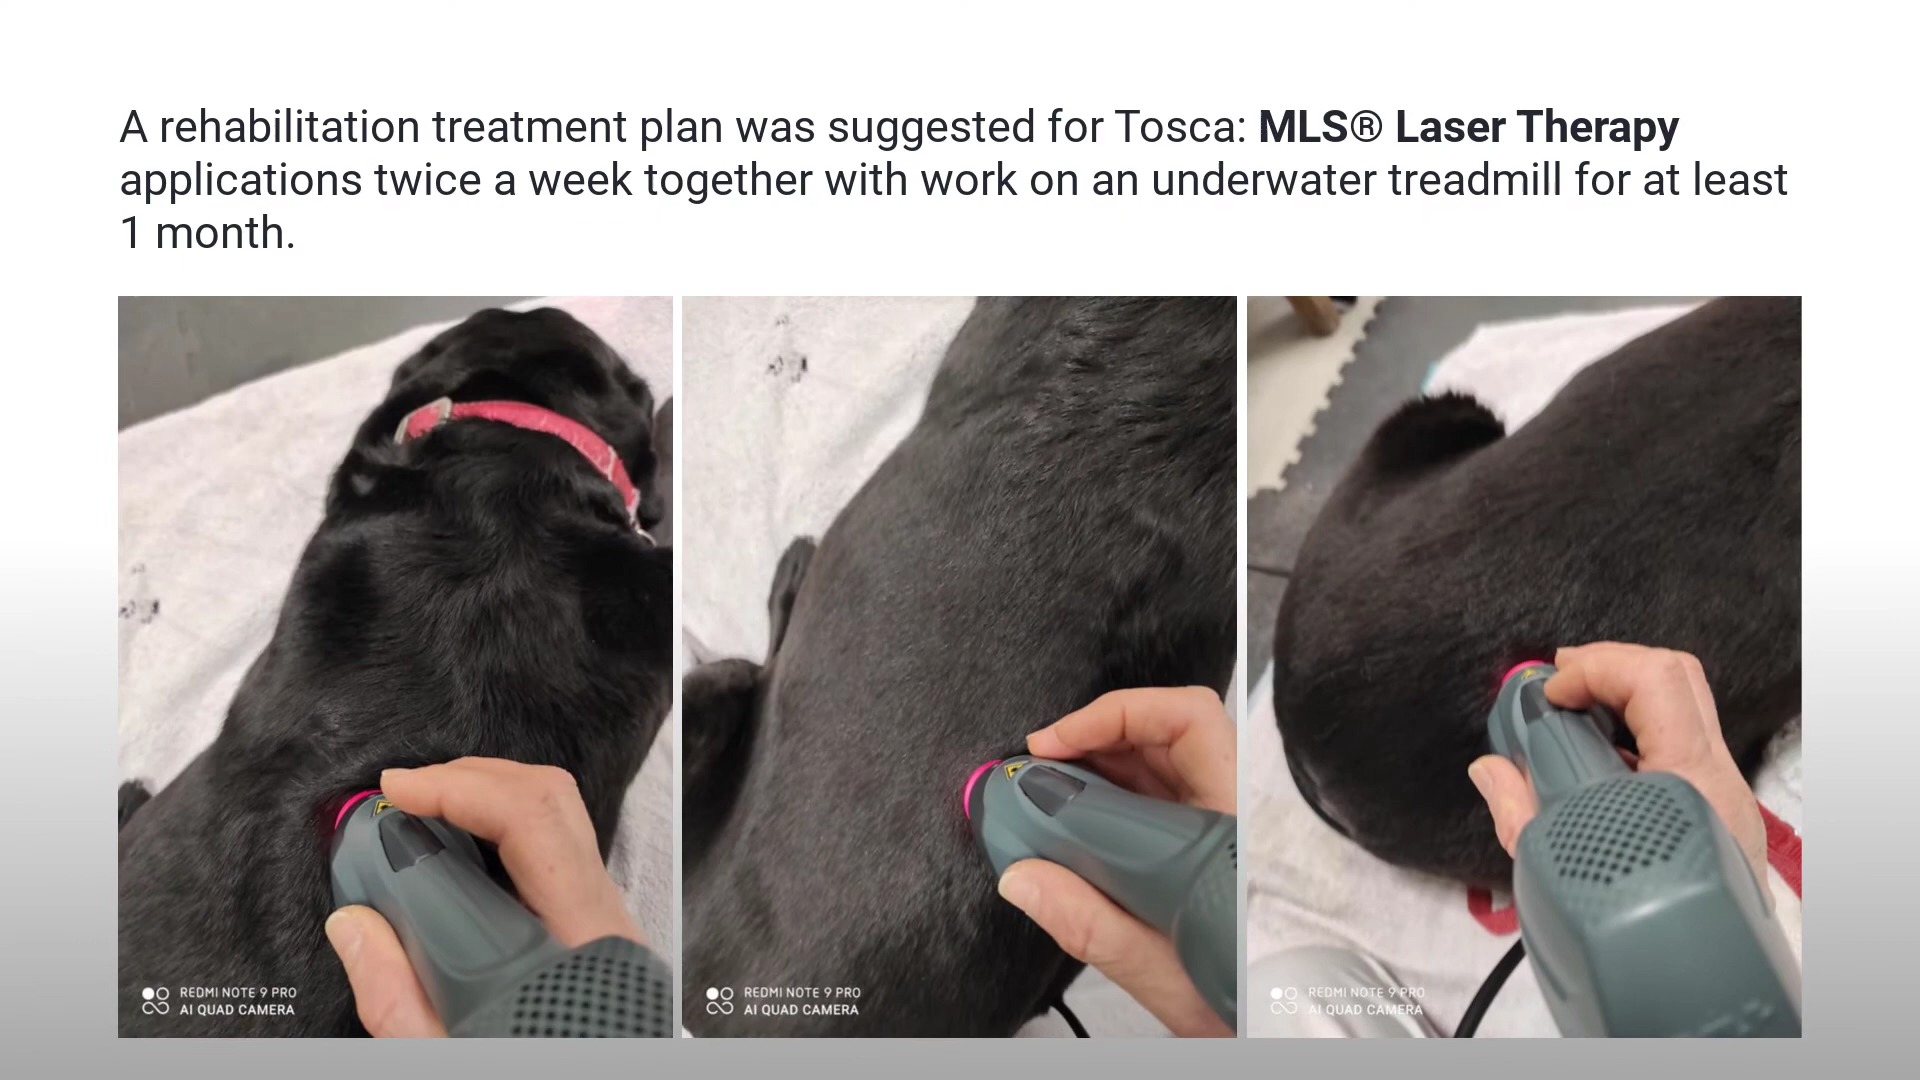 A rehabilitation treatment plan was suggested for Tosca: MLS® Laser Therapy
applications twice a week together with work on an underwater treadmill for at least
1 month.
REDMI NOTE 9 PRO
AI QUAD CAMERA
REDMI NOTE 9 PRO
AI QUAD CAMERA
REDMI NOTE 9 PRO
AI QUAD CAMERA